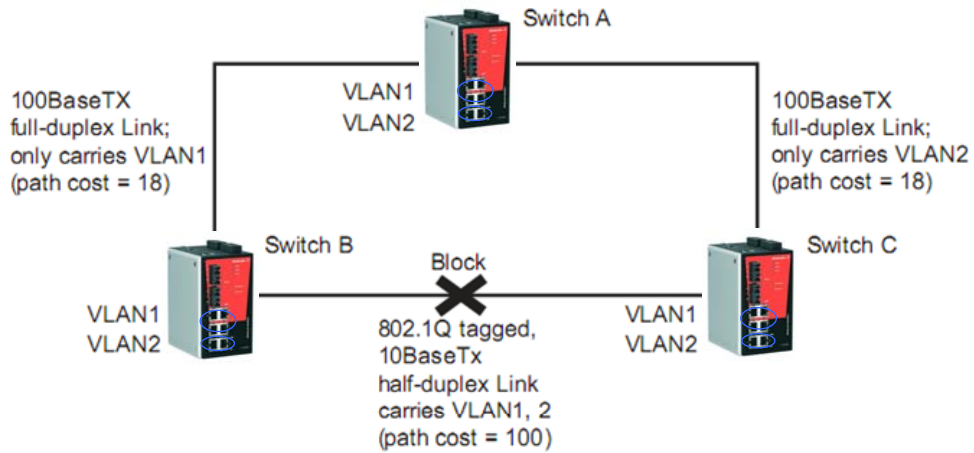 Switch A
VLAN1
VLAN2
100BaseTX
full-duplex Link;
only carries VLAN1
(path cost = 18)
100BaseTX
full-duplex Link;
only carries VLAN2
(path cost = 18)
Switch B
VLAN1
VLAN2
Block
802.1Q tagged,
10BaseTx
half-duplex Link
carries VLAN1, 2
(path cost = 100)
Switch C
VLAN1
VLAN2